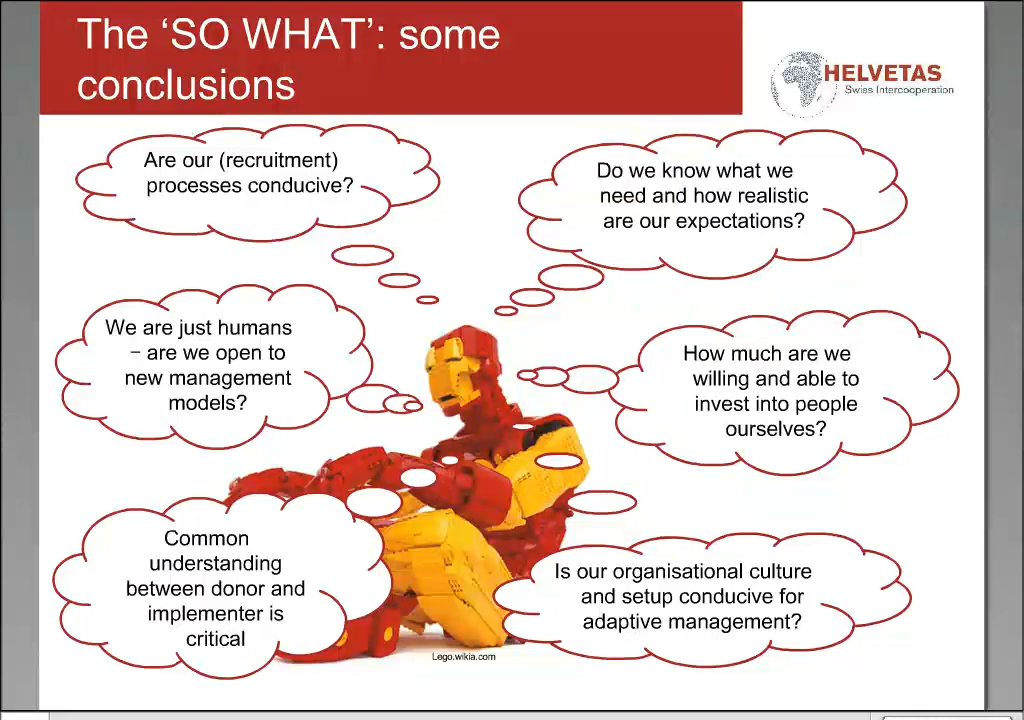 The ‘SO WHAT’: some
conclusions
HELVETAS
Swiss Intercooperation
Are our (recruitment)
processes conducive?
Do we know what we
need and how realistic
are our expectations?
We are just humans
– are we open to
new management
models?
How much are we
willing and able to
invest into people
ourselves?
Common
understanding
between donor and
implementer is
critical
Is our organisational culture
and setup conducive for
adaptive management?
Lego.wikia.com